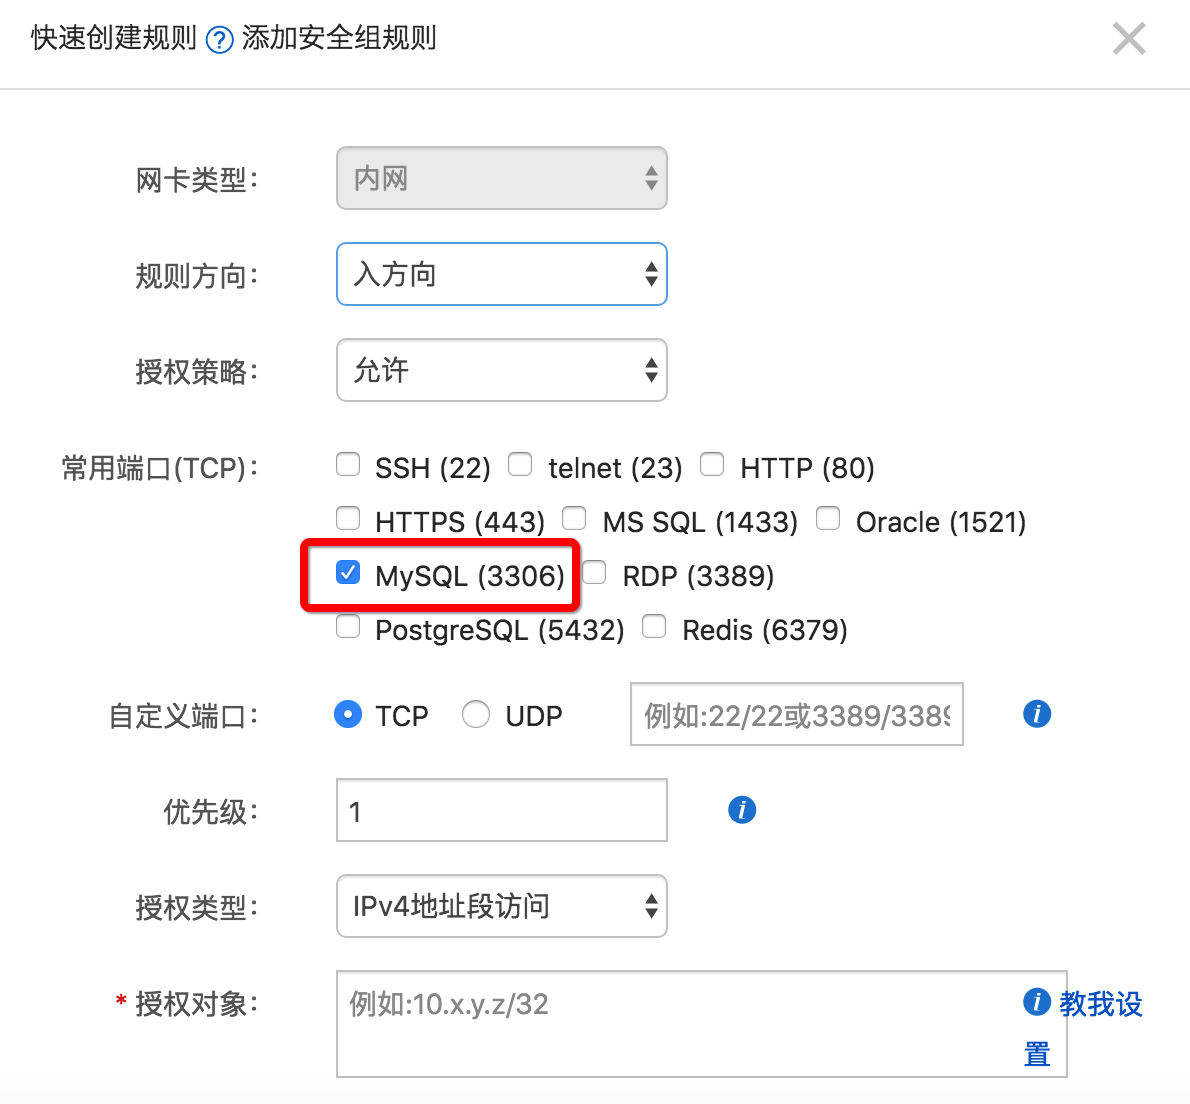 快速创建规则 ? 添加安全组规则
网卡类型： 内网
规则方向： 入方向
授权策略： 允许
常用端口(TCP)： SSH (22) telnet (23) HTTP (80)
HTTPS (443) MS SQL (1433) Oracle (1521)
MySQL (3306) RDP (3389)
PostgreSQL (5432) Redis (6379)
自定义端口： TCP UDP 例如:22/22或3389/3389 i
优先级： 1 i
授权类型： IPv4地址段访问
* 授权对象： 例如:10.x.y.z/32 i 教我设
置